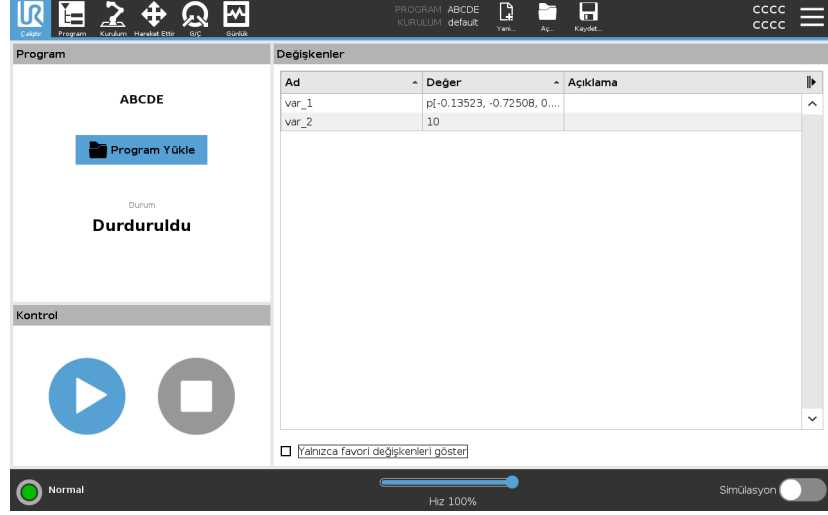 UR
Çalıştır
Program
Kurulum
Hareket Ettir
G/Ç
Günlük
PROGRAM ABCDE
KURULUM default
Yeni...
Aç...
Kaydet...
CCCC
CCCC
Program
ABCDE
Program Yükle
Durum
Durduruldu
Kontrol
Değişkenler
Ad Değer Açıklama
var_1 p[-0.13523, -0.72508, 0....
var_2 10
Yalnızca favori değişkenleri göster
Normal
Hız 100%
Simülasyon